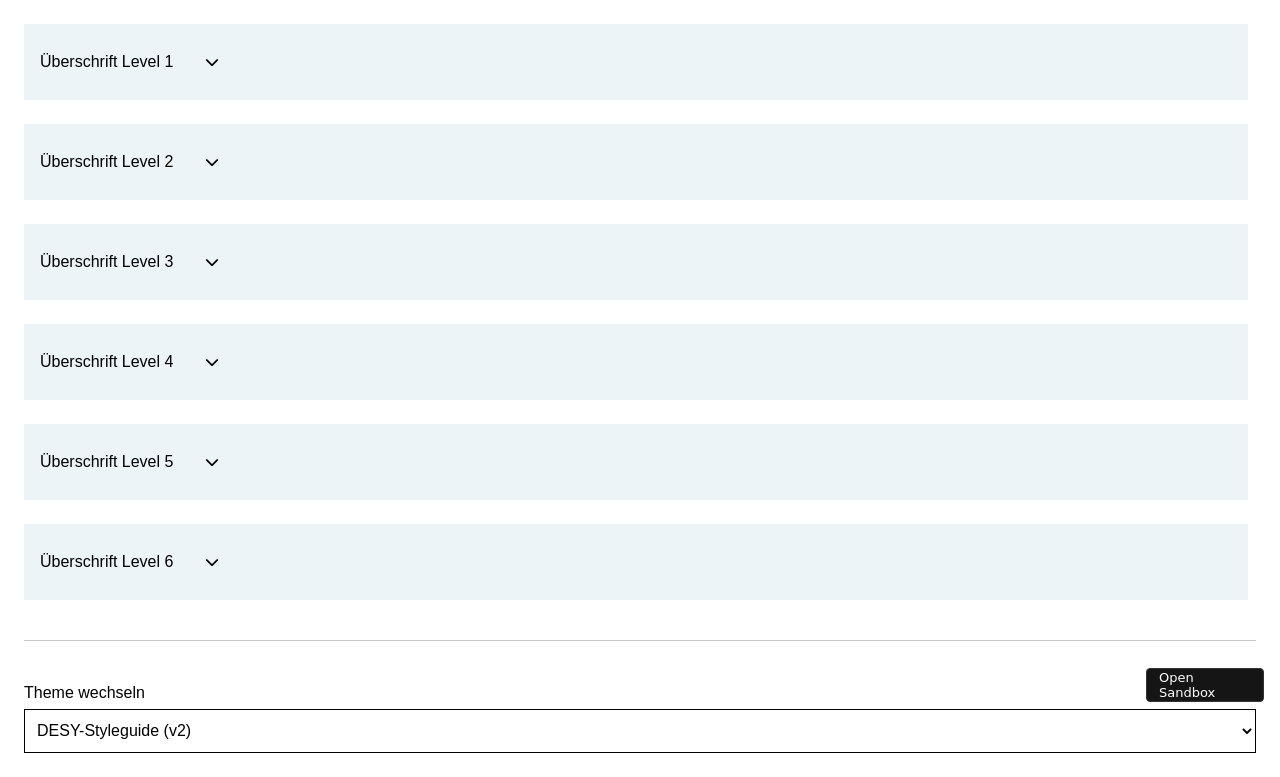 Überschrift Level 1
Überschrift Level 2
Überschrift Level 3
Überschrift Level 4
Überschrift Level 5
Überschrift Level 6
Open
Sandbox
Theme wechseln
DESY-Styleguide (v2)